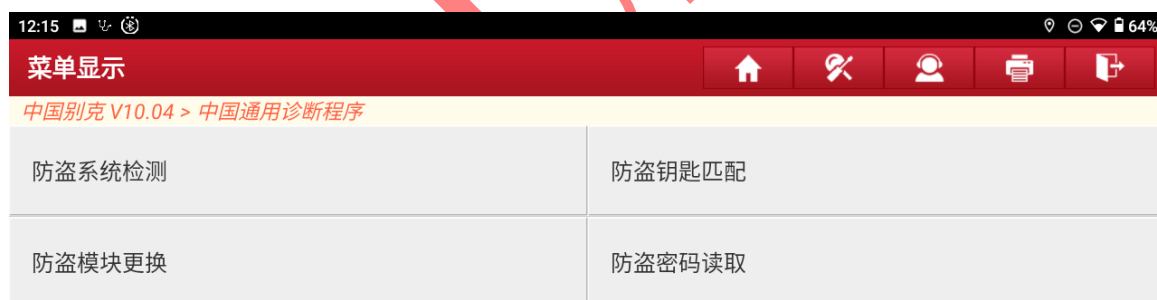 12:15 64%
菜单显示
中国别克 V10.04 > 中国通用诊断程序
防盗系统检测 防盗钥匙匹配
防盗模块更换 防盗密码读取